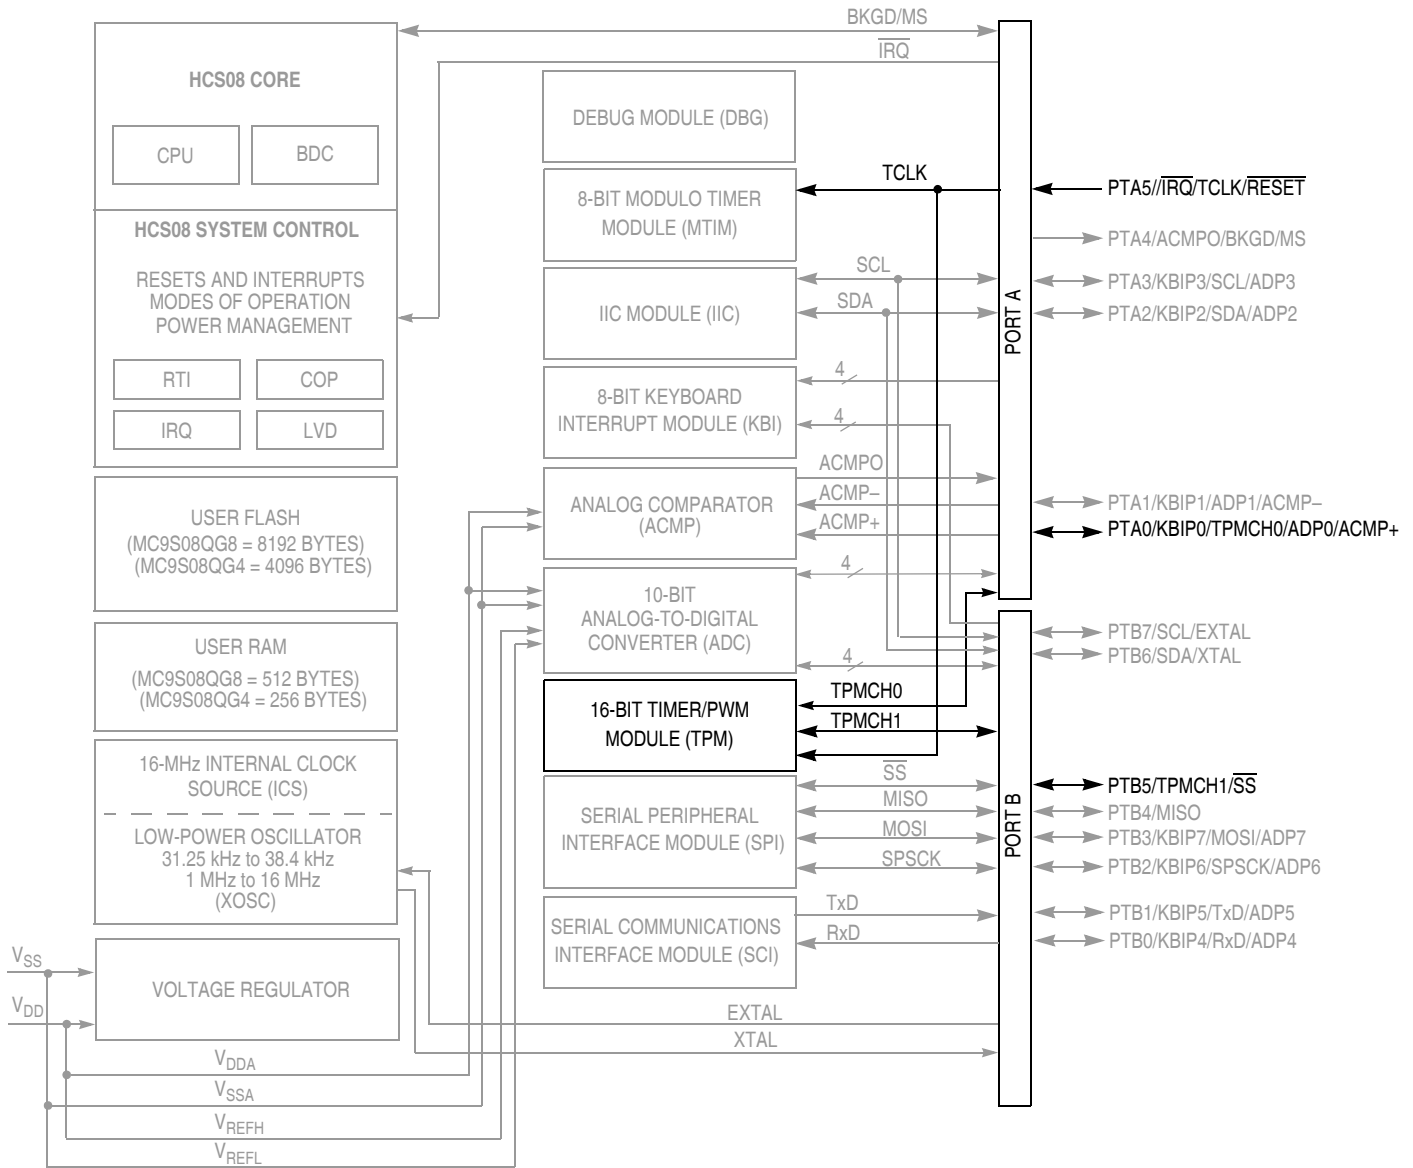 BKGD/MS
IRQ
HCS08 CORE
CPU
BDC
HCS08 SYSTEM CONTROL
RESETS AND INTERRUPTS
MODES OF OPERATION
POWER MANAGEMENT
RTI
COP
IRQ
LVD
USER FLASH
(MC9S08QG8 = 8192 BYTES)
(MC9S08QG4 = 4096 BYTES)
USER RAM
(MC9S08QG8 = 512 BYTES)
(MC9S08QG4 = 256 BYTES)
16-MHz INTERNAL CLOCK
SOURCE (ICS)
LOW-POWER OSCILLATOR
31.25 kHz to 38.4 kHz
1 MHz to 16 MHz
(XOSC)
VSS
VDD
VOLTAGE REGULATOR
VDDA
VSSA
VREFH
VREFL
DEBUG MODULE (DBG)
8-BIT MODULO TIMER
MODULE (MTIM)
TCLK
IIC MODULE (IIC)
SCL
SDA
8-BIT KEYBOARD
INTERRUPT MODULE (KBI)
4
4
ANALOG COMPARATOR
(ACMP)
ACMPO
ACMP–
ACMP+
10-BIT
ANALOG-TO-DIGITAL
CONVERTER (ADC)
4
4
16-BIT TIMER/PWM
MODULE (TPM)
TPMCH0
TPMCH1
SERIAL PERIPHERAL
INTERFACE MODULE (SPI)
SS
MISO
MOSI
SPSCK
SERIAL COMMUNICATIONS
INTERFACE MODULE (SCI)
TxD
RxD
EXTAL
XTAL
PORT A
PTA5//IRQ/TCLK/RESET
PTA4/ACMPO/BKGD/MS
PTA3/KBIP3/SCL/ADP3
PTA2/KBIP2/SDA/ADP2
PTA1/KBIP1/ADP1/ACMP–
PTA0/KBIP0/TPMCH0/ADP0/ACMP+
PORT B
PTB7/SCL/EXTAL
PTB6/SDA/XTAL
PTB5/TPMCH1/SS
PTB4/MISO
PTB3/KBIP7/MOSI/ADP7
PTB2/KBIP6/SPSCK/ADP6
PTB1/KBIP5/TxD/ADP5
PTB0/KBIP4/RxD/ADP4